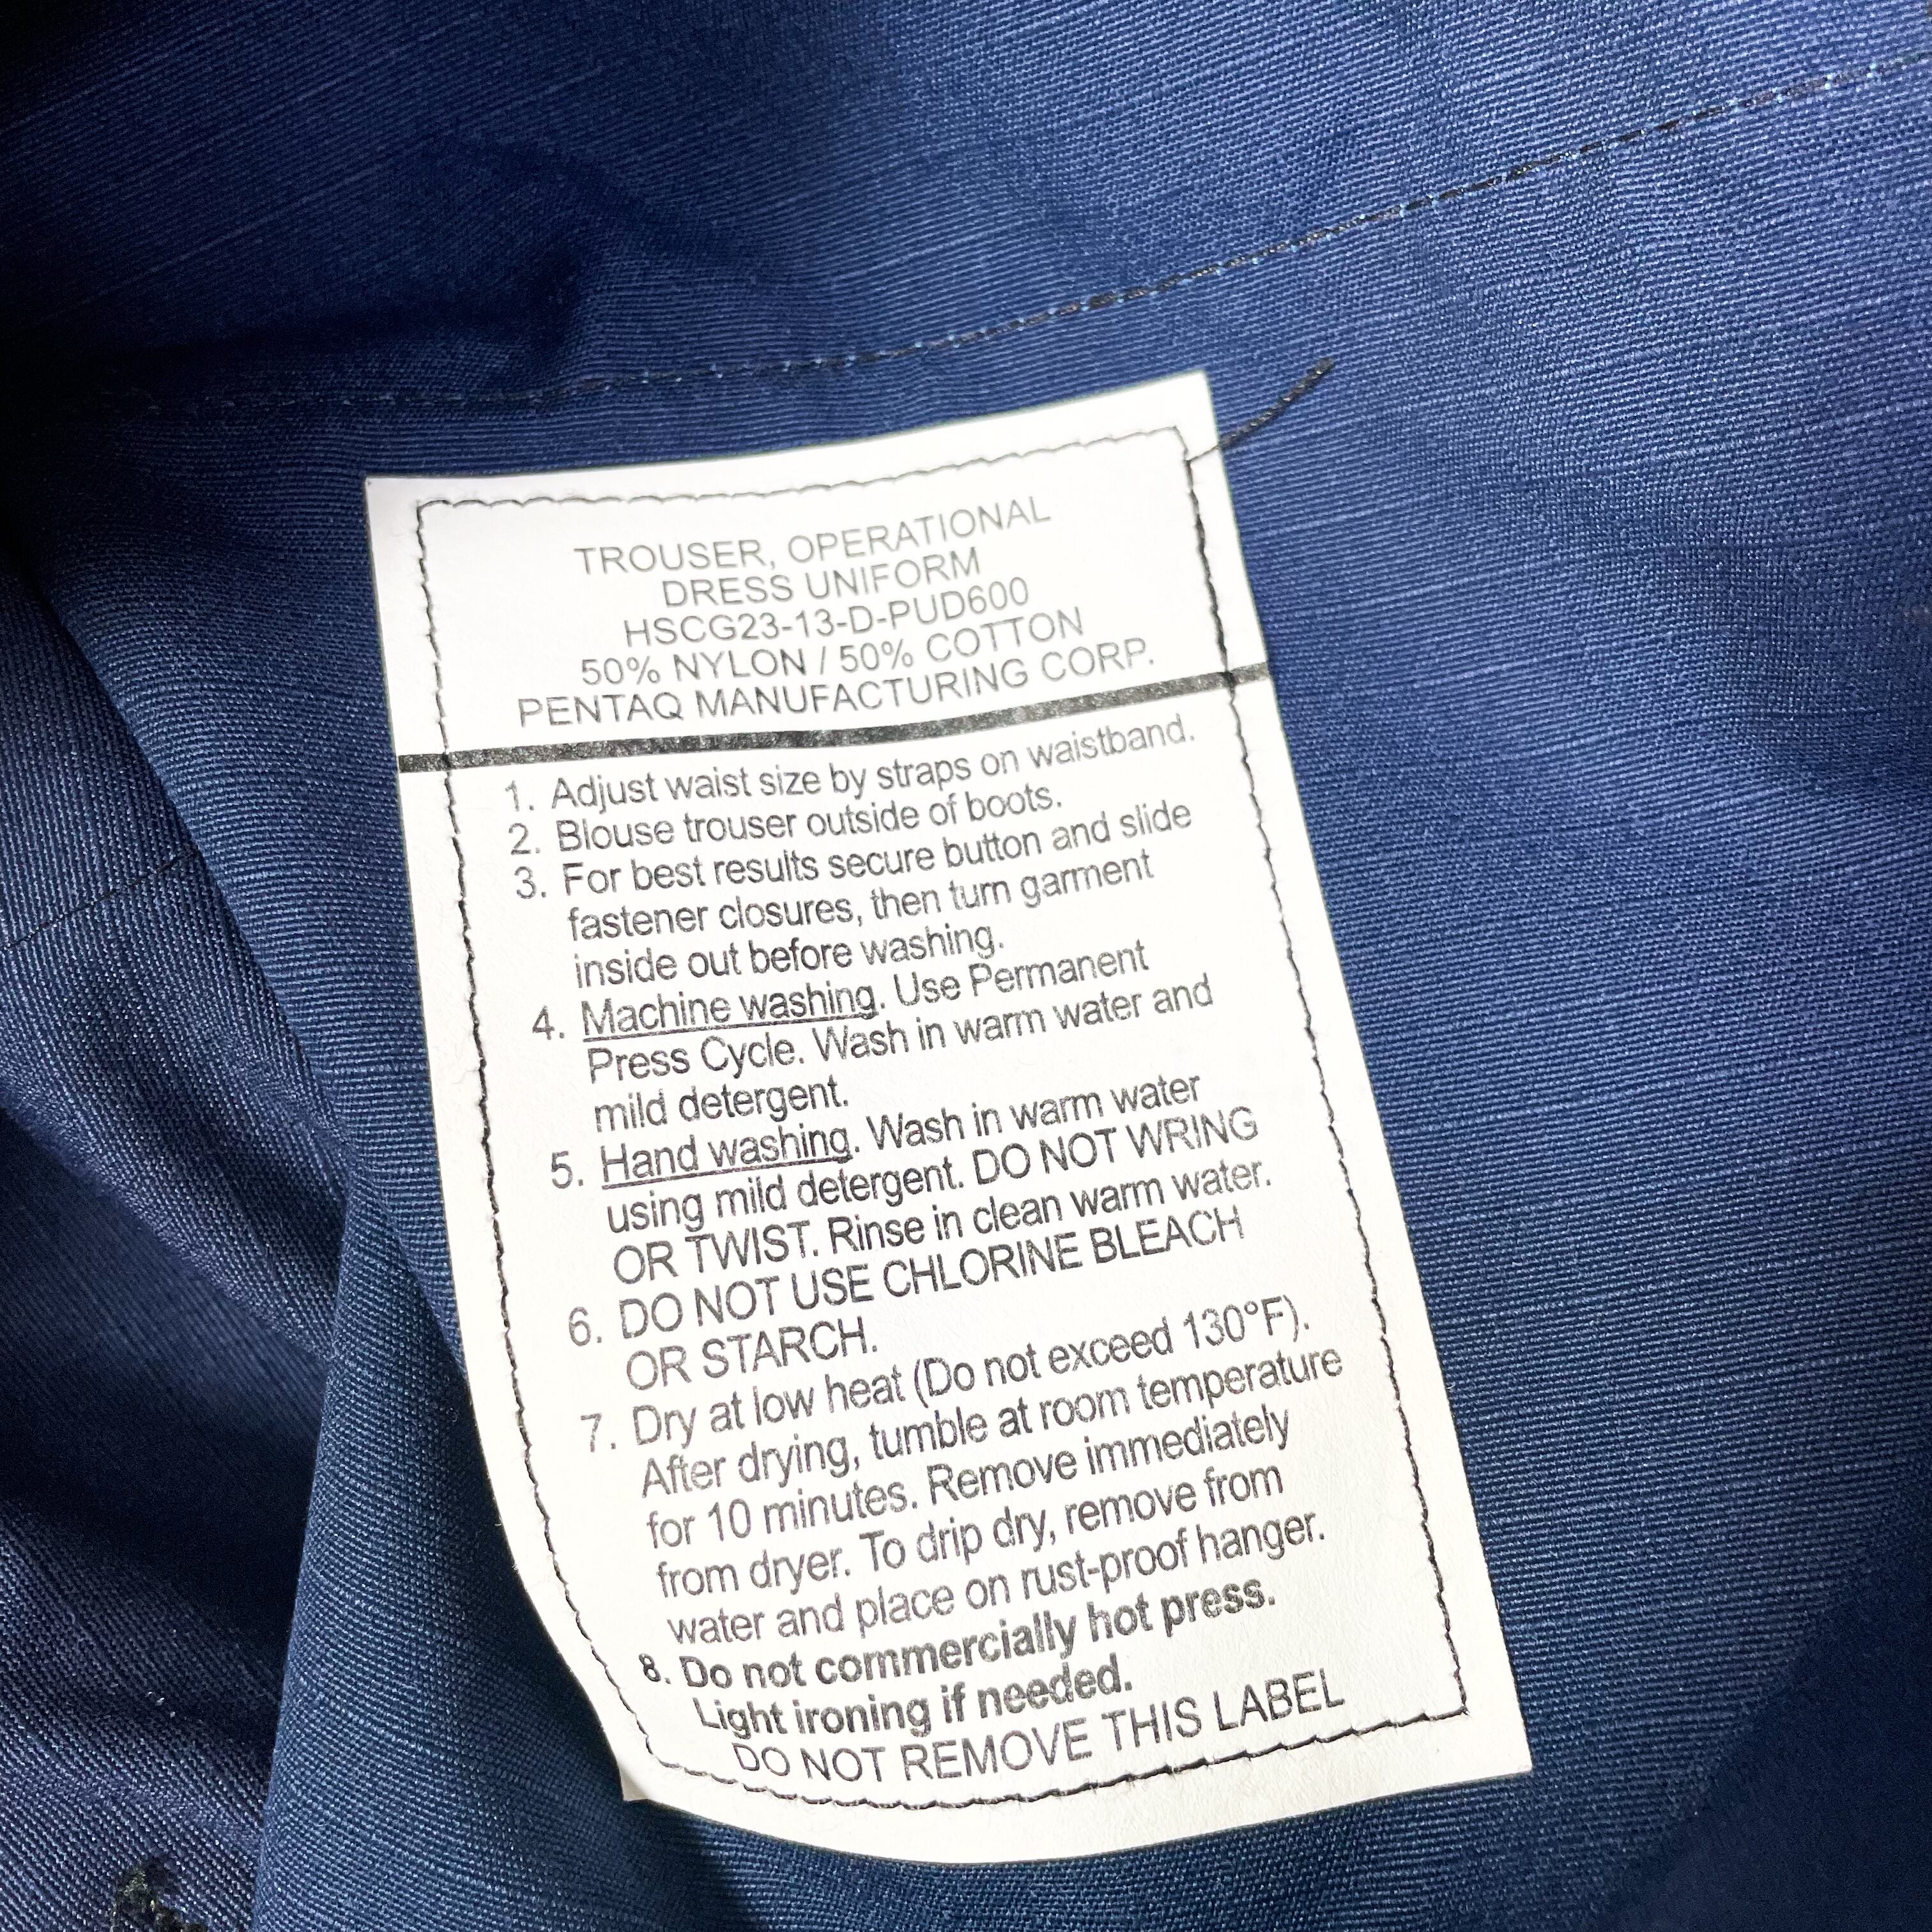 TROUSER, OPERATIONAL
DRESS UNIFORM
HSCG23-13-D-PUD600
50% NYLON / 50% COTTON
PENTAQ MANUFACTURING CORP.
1. Adjust waist size by straps on waistband.
2. Blouse trouser outside of boots.
3. For best results secure button and slide
fastener closures, then turn garment
inside out before washing.
4. Machine washing. Use Permanent
Press Cycle. Wash in warm water and
mild detergent.
5. Hand washing. Wash in warm water
using mild detergent. DO NOT WRING
OR TWIST. Rinse in clean warm water.
6. DO NOT USE CHLORINE BLEACH
OR STARCH.
7. Dry at low heat (Do not exceed 130°F).
After drying, tumble at room temperature
for 10 minutes. Remove immediately
from dryer. To drip dry, remove from
water and place on rust-proof hanger.
8. Do not commercially hot press.
Light ironing if needed.
DO NOT REMOVE THIS LABEL